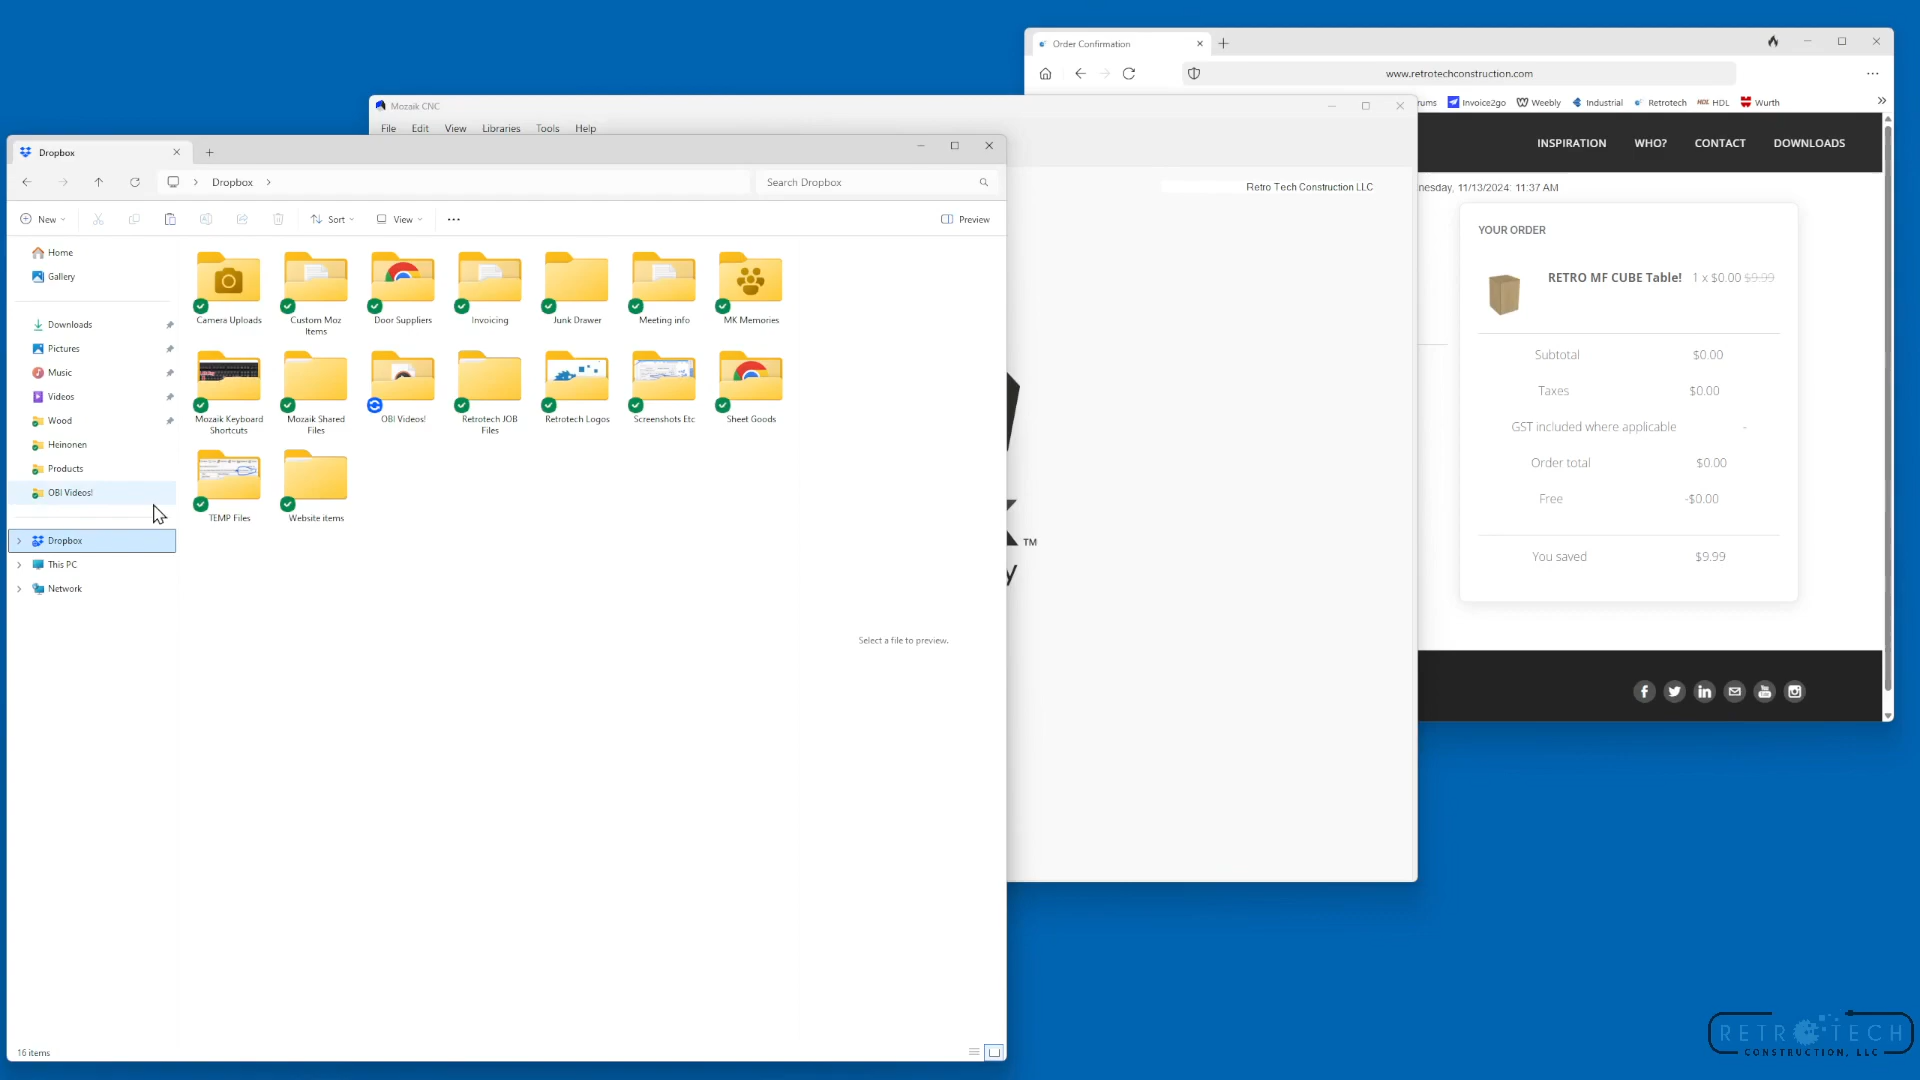 Order Confirmation
www.retrotechconstruction.com
rums
Invoice2go
Weebly
Industrial
Retrotech
HDL HDL
Wurth
INSPIRATION
WHO?
CONTACT
DOWNLOADS
nesday, 11/13/2024: 11:37 AM
YOUR ORDER
RETRO MF CUBE Table! 1 x $0.00 $9.99
Subtotal $0.00
Taxes $0.00
GST included where applicable -
Order total $0.00
Free -$0.00
You saved $9.99
Mozaik CNC
File Edit View Libraries Tools Help
Retro Tech Construction LLC
TM
y
Dropbox
Dropbox
Search Dropbox
New
Sort
View
Preview
Home
Gallery
Downloads
Pictures
Music
Videos
Wood
Heinonen
Products
OBI Videos!
Dropbox
This PC
Network
Camera Uploads
Custom Moz
Items
Door Suppliers
Invoicing
Junk Drawer
Meeting info
MK Memories
Mozaik Keyboard
Shortcuts
Mozaik Shared
Files
OBI Videos!
Retrotech JOB
Files
Retrotech Logos
Screenshots Etc
Sheet Goods
TEMP Files
Website items
Select a file to preview.
16 items
RETROTECH
CONSTRUCTION, LLC